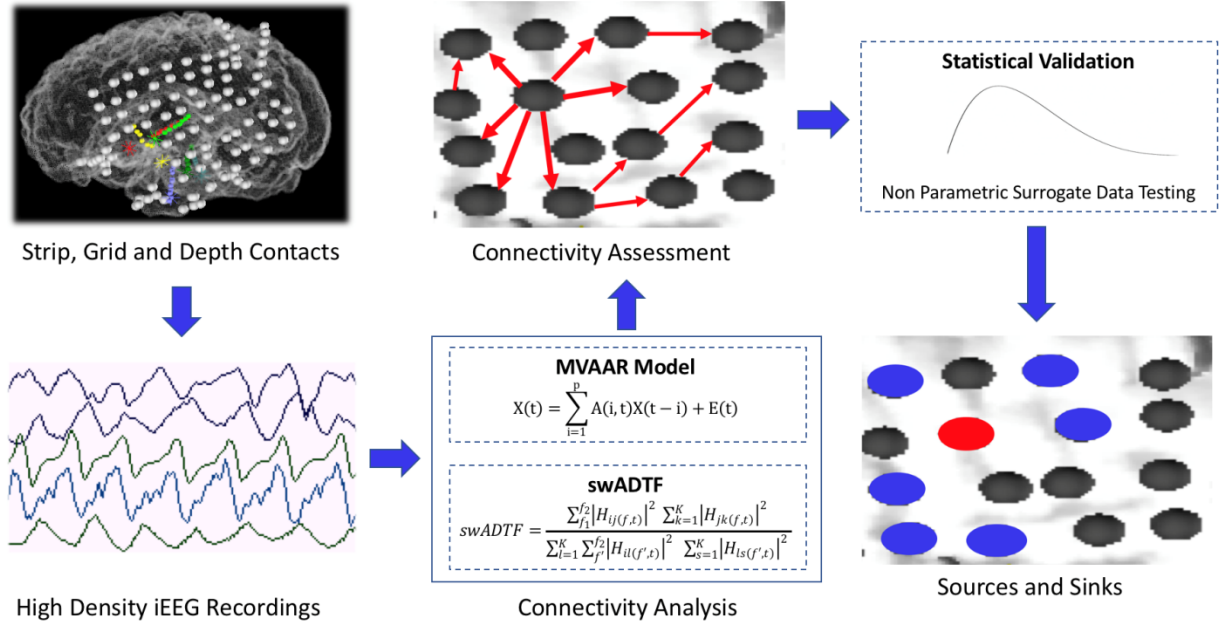 Strip, Grid and Depth Contacts
High Density iEEG Recordings
MVAAR Model
X(t) = ∑_{i=1}^{p} A(i, t)X(t − i) + E(t)
swADTF
swADTF = \frac{∑_{f1}^{f2}|H_{ij(f,t)}|^2 ∑_{k=1}^{K}|H_{jk(f,t)}|^2}{∑_{l=1}^{K} ∑_{f'}^{f2}|H_{il(f',t)}|^2 ∑_{s=1}^{K}|H_{ls(f',t)}|^2}
Connectivity Analysis
Connectivity Assessment
Statistical Validation
Non Parametric Surrogate Data Testing
Sources and Sinks